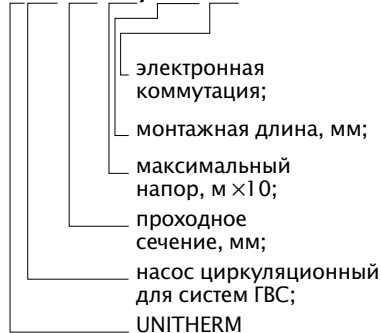 электронная
коммутация;
монтажная длина, мм;
максимальный
напор, м ×10;
проходное
сечение, мм;
насос циркуляционный
для систем ГВС;
UNITHERM